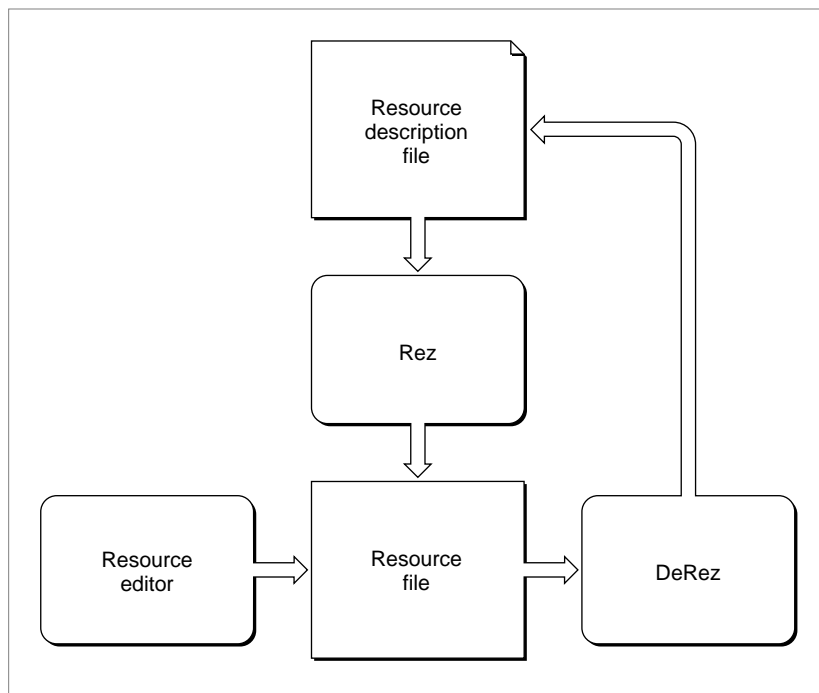 Resource
description
file
Rez
Resource
editor
Resource
file
DeRez